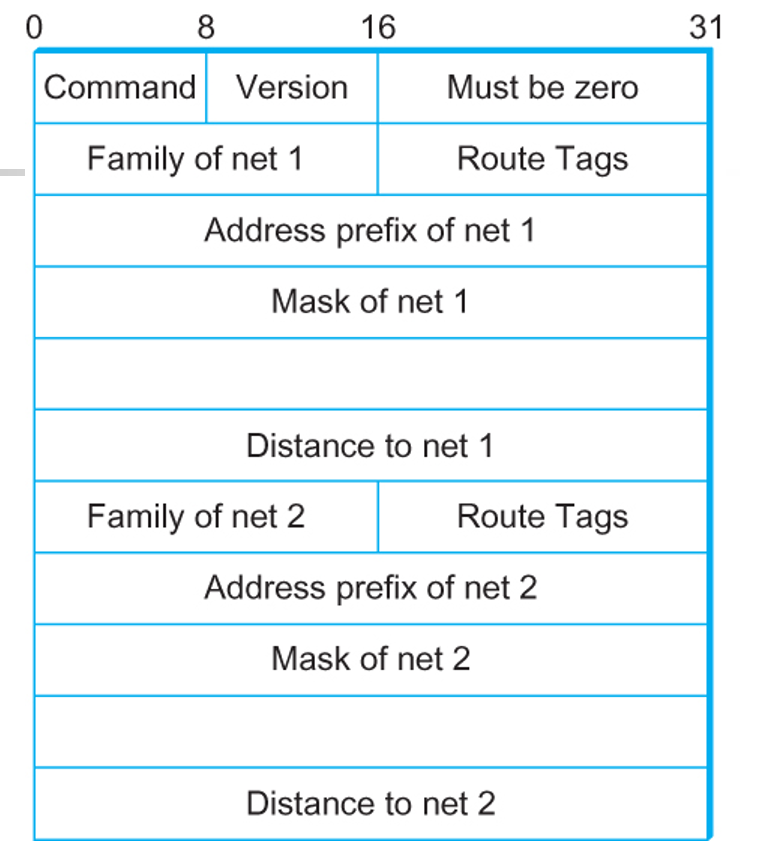 0 8 16 31
Command Version Must be zero
Family of net 1 Route Tags
Address prefix of net 1
Mask of net 1
Distance to net 1
Family of net 2 Route Tags
Address prefix of net 2
Mask of net 2
Distance to net 2